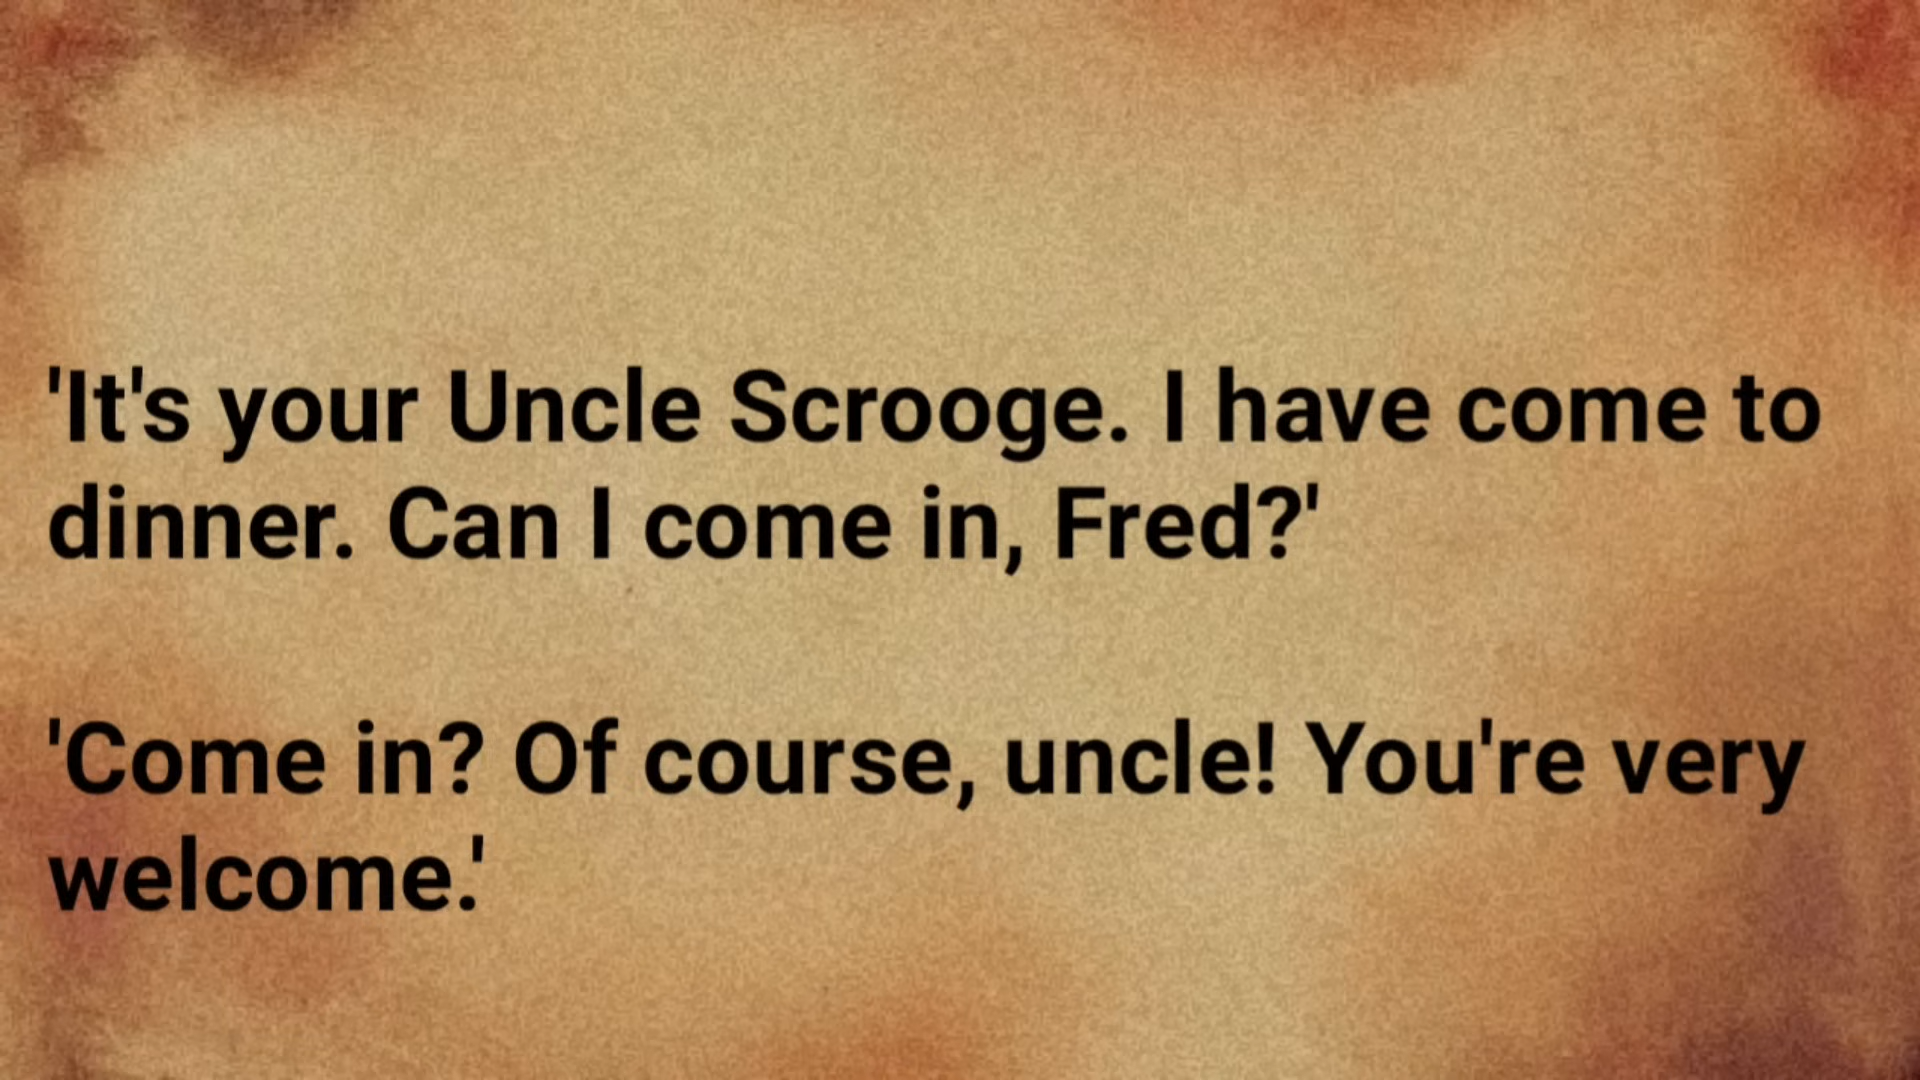 'It's your Uncle Scrooge. I have come to
dinner. Can I come in, Fred?'
'Come in? Of course, uncle! You're very
welcome.'